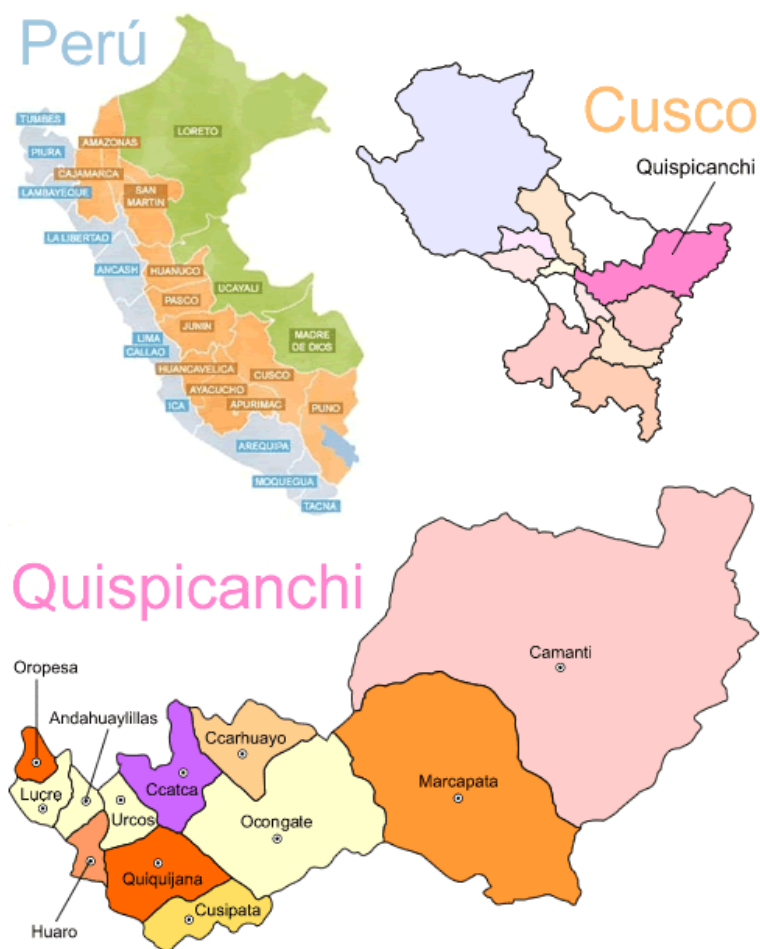 Perú
TUMBES
PIURA
LAMBAYEQUE
AMAZONAS
CAJAMARCA
LORETO
SAN
MARTIN
LA LIBERTAD
ANCASH
HUANUCO
UCAYALI
PASCO
JUNIN
LIMA
CALLAO
MADRE
DE DIOS
HUANCAVELICA
CUSCO
AYACUCHO
APURIMAC
ICA
PUNO
AREQUIPA
MOQUEGUA
TACNA
Cusco
Quispicanchi
Quispicanchi
Oropesa
Andahuaylillas
Camanti
Ccarhuayo
Lucre
Ccatca
Marcapata
Urcos
Ocongate
Quiquijana
Cusipata
Huaro